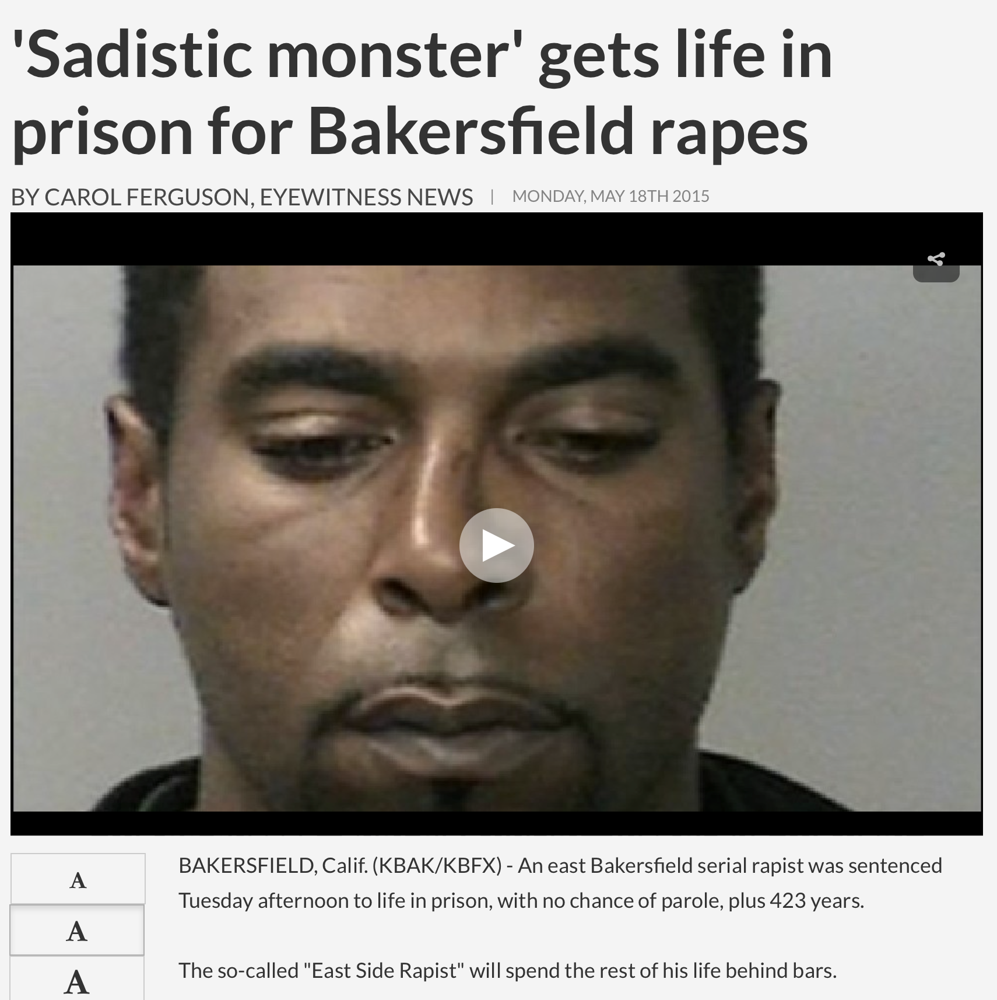 'Sadistic monster' gets life in
prison for Bakersfield rapes
BY CAROL FERGUSON, EYEWITNESS NEWS | MONDAY, MAY 18TH 2015
A
A
A
BAKERSFIELD, Calif. (KBAK/KBFX) - An east Bakersfield serial rapist was sentenced
Tuesday afternoon to life in prison, with no chance of parole, plus 423 years.
The so-called "East Side Rapist" will spend the rest of his life behind bars.